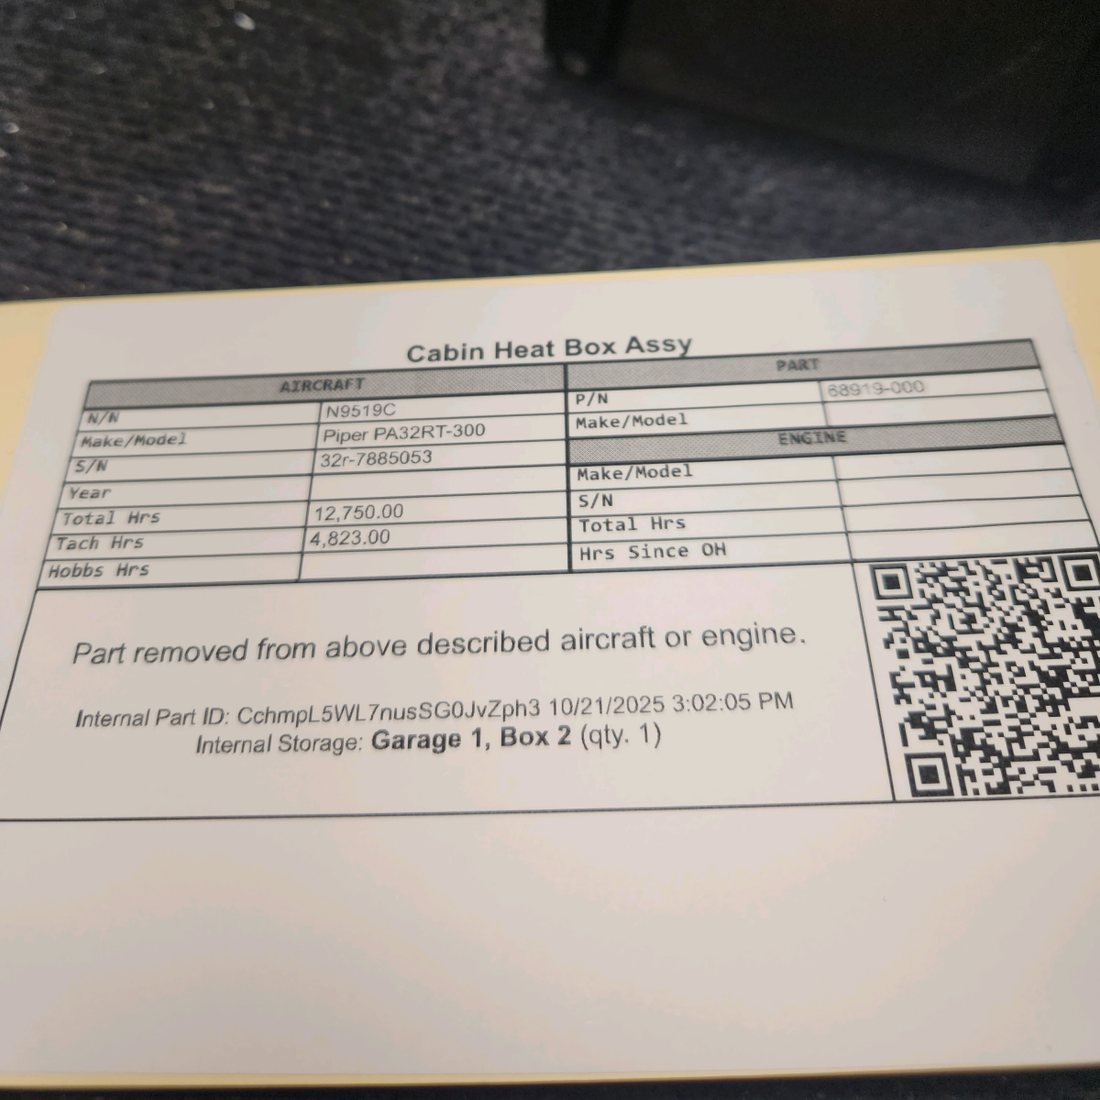 Cabin Heat Box Assy
AIRCRAFT
N/N N9519C
Make/Model Piper PA32RT-300
S/N 32r-7885053
Year
Total Hrs 12,750.00
Tach Hrs 4,823.00
Hobbs Hrs
PART
P/N 68919-000
Make/Model
ENGINE
Make/Model
S/N
Total Hrs
Hrs Since OH
Part removed from above described aircraft or engine.
Internal Part ID: CchmpL5WL7nusSG0JvZph3 10/21/2025 3:02:05 PM
Internal Storage: Garage 1, Box 2 (qty. 1)